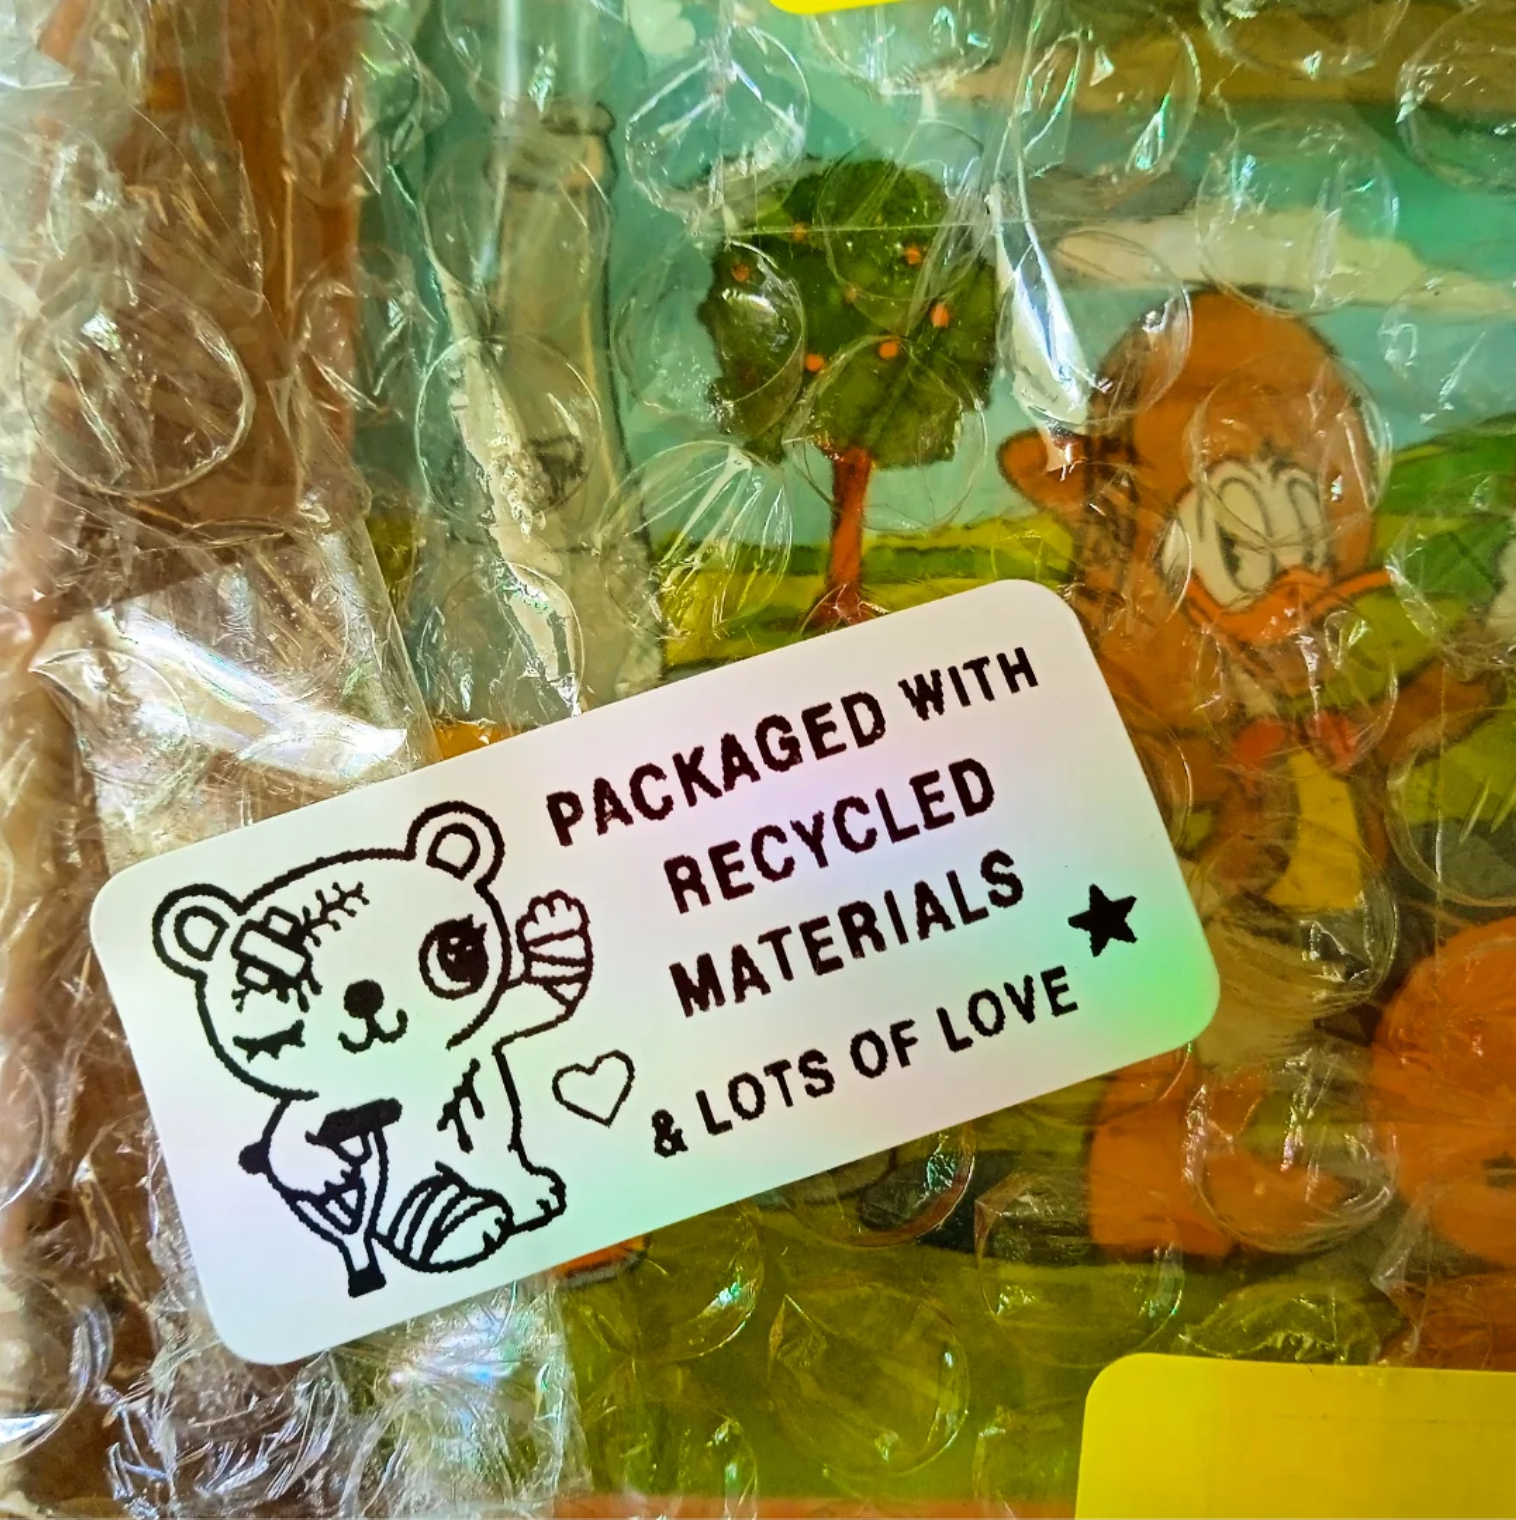 PACKAGED WITH
RECYCLED
MATERIALS
& LOTS OF LOVE